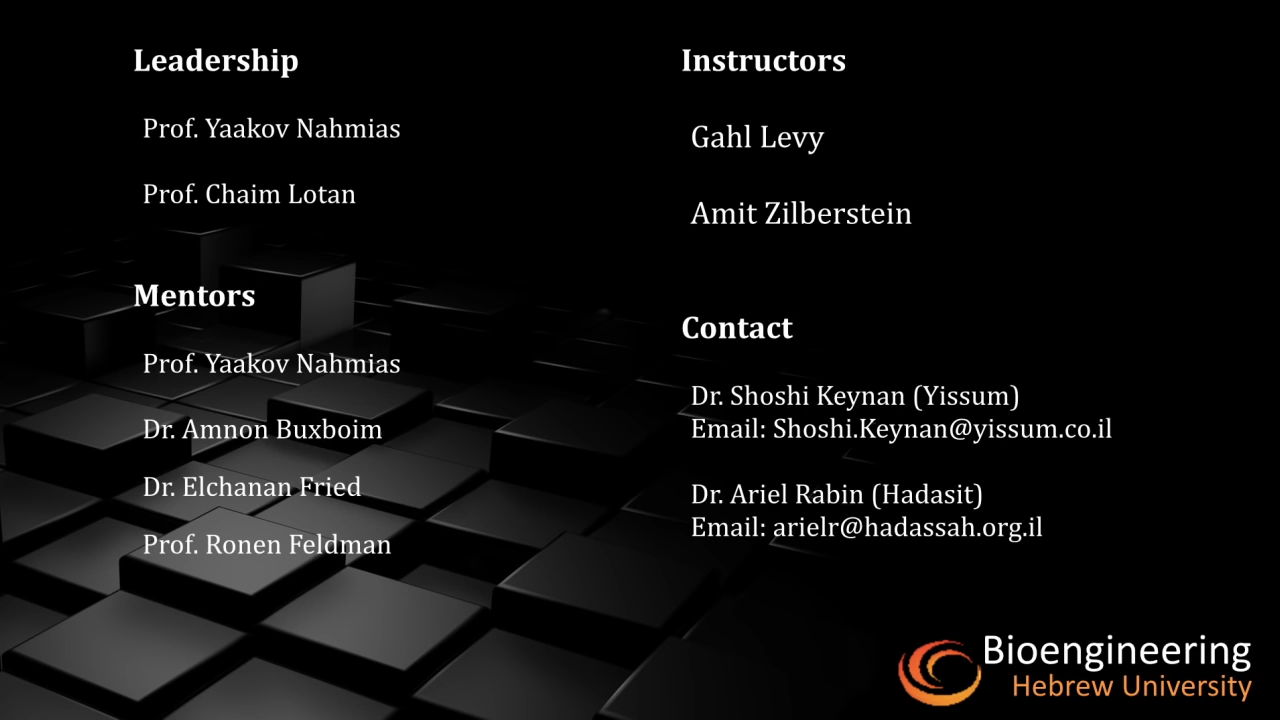 Leadership
Prof. Yaakov Nahmias
Prof. Chaim Lotan
Mentors
Prof. Yaakov Nahmias
Dr. Amnon Buxboim
Dr. Elchanan Fried
Prof. Ronen Feldman
Instructors
Gahl Levy
Amit Zilberstein
Contact
Dr. Shoshi Keynan (Yissum)
Email: Shoshi.Keynan@yissum.co.il
Dr. Ariel Rabin (Hadasit)
Email: arielr@hadassah.org.il
Bioengineering
Hebrew University